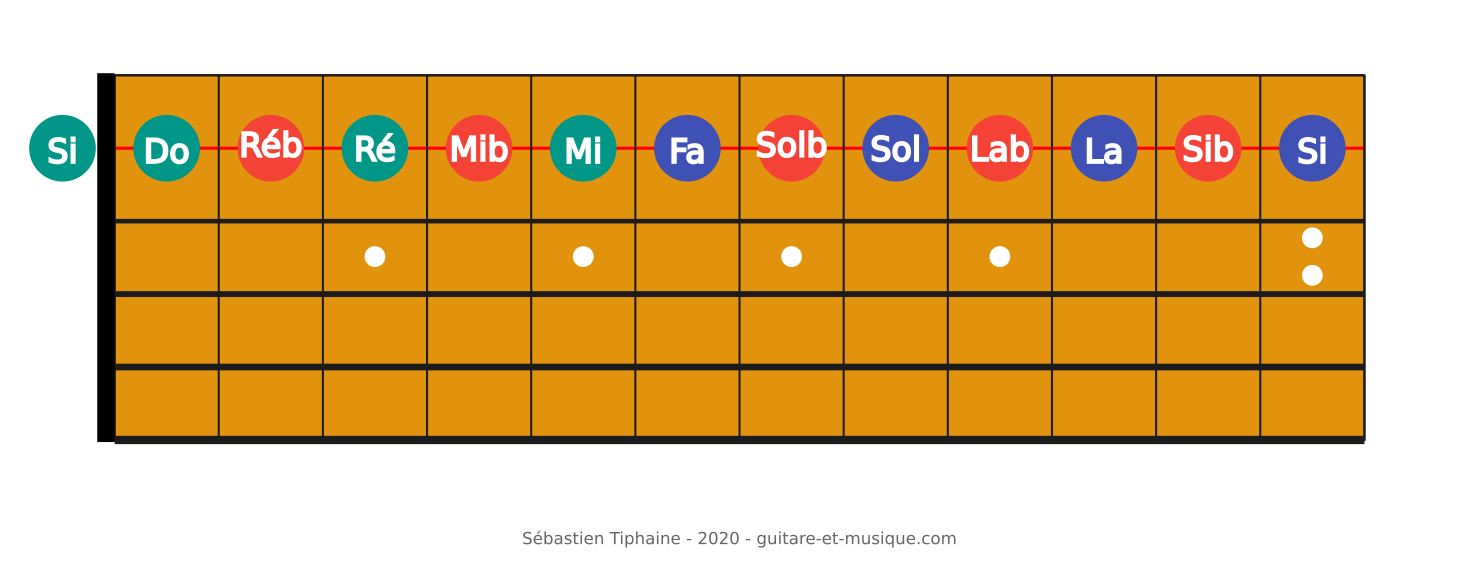 Si Do Réb Ré Mib Mi Fa Solb Sol Lab La Sib Si
Sébastien Tiphaine - 2020 - guitare-et-musique.com